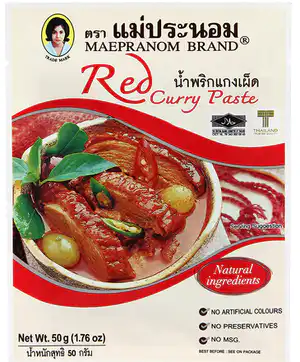 TRADE MARK
ตรา แม่ประนอม
MAEPRANOM BRAND®
Red
น้ำพริกแกงเผ็ด
Curry Paste
THAILAND
Serving Suggestion
Natural
ingredients
NO ARTIFICIAL COLOURS
NO PRESERVATIVES
NO MSG.
Net Wt. 50g (1.76 oz)
น้ำหนักสุทธิ 50 กรัม
BEST BEFORE : SEE ON PACKAGE